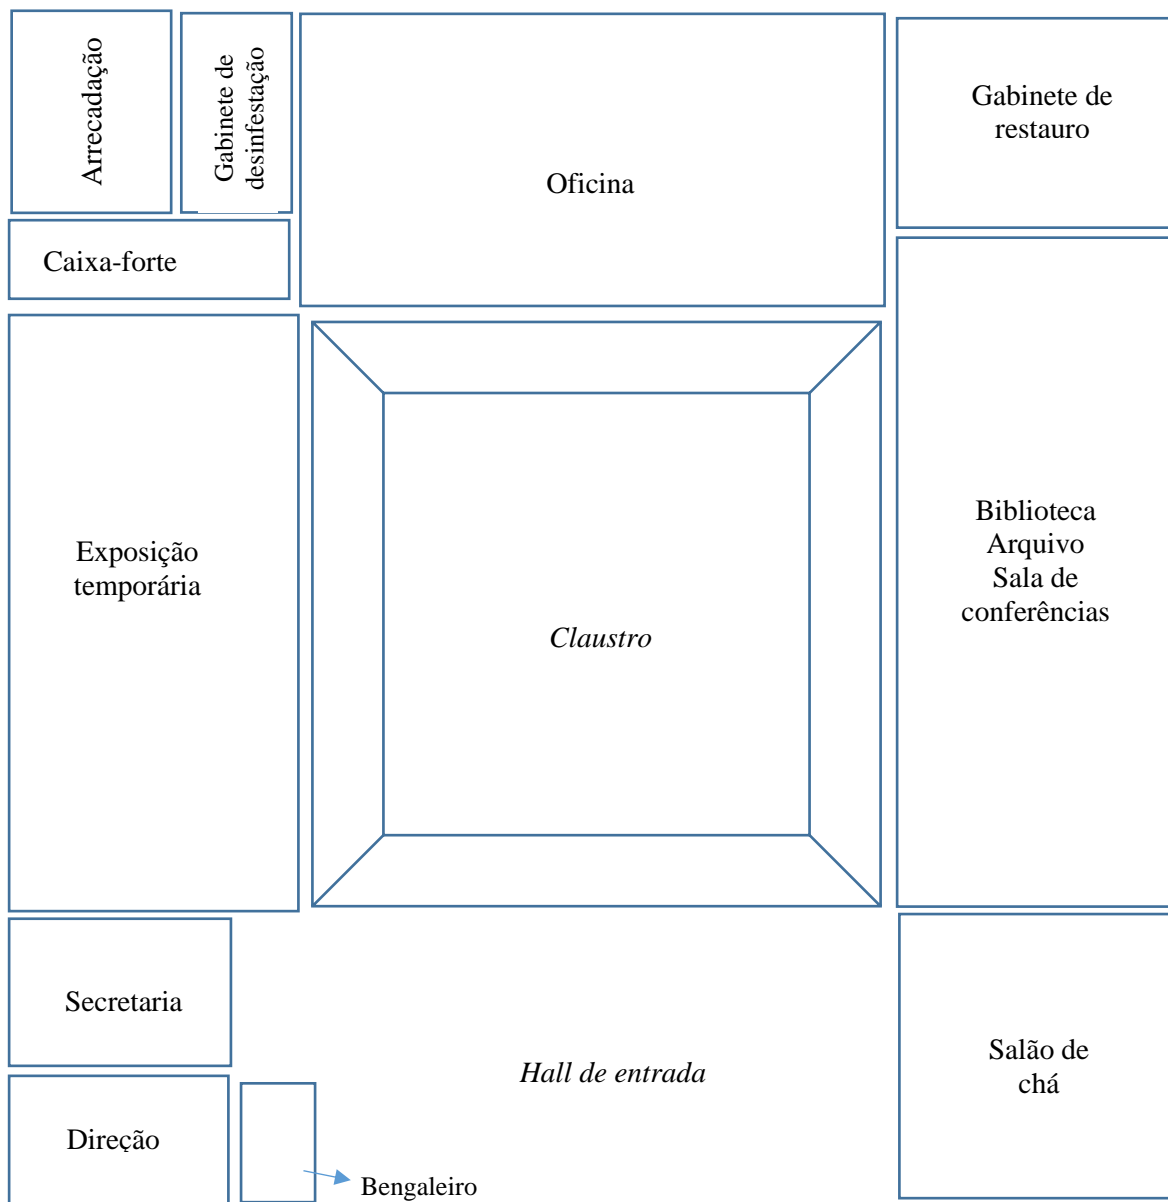 Arrecadação
Gabinete de
desinfestação
Oficina
Gabinete de
restauro
Caixa-forte
Exposição
temporária
Claustro
Biblioteca
Arquivo
Sala de
conferências
Secretaria
Hall de entrada
Salão de
chá
Direção
Bengaleiro